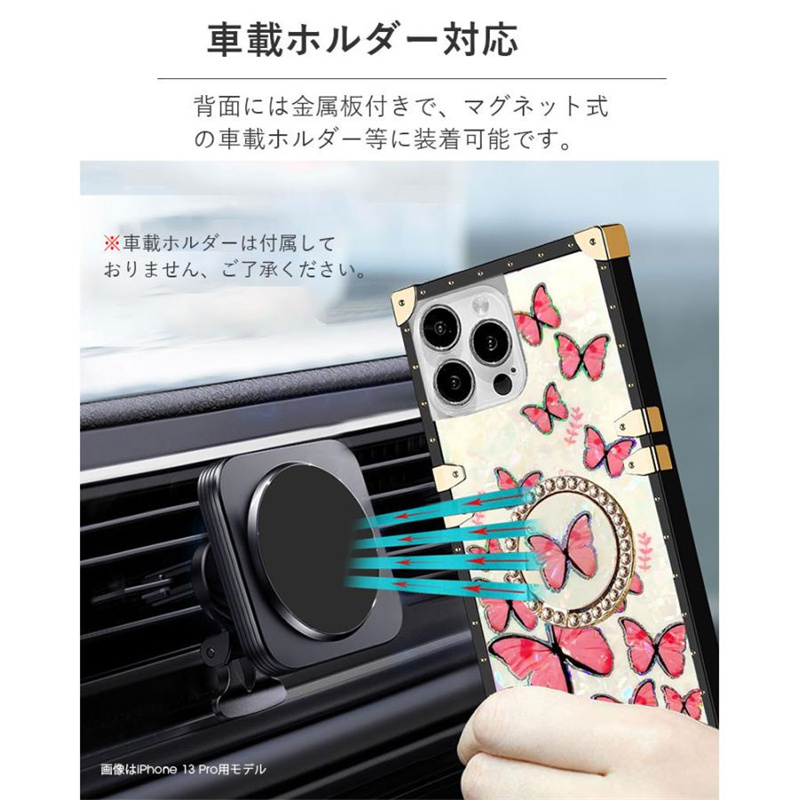 車載ホルダー対応
背面には金属板付きで、マグネット式
の車載ホルダー等に装着可能です。
※車載ホルダーは付属して
おりません、ご了承ください。
画像はiPhone 13 Pro用モデル